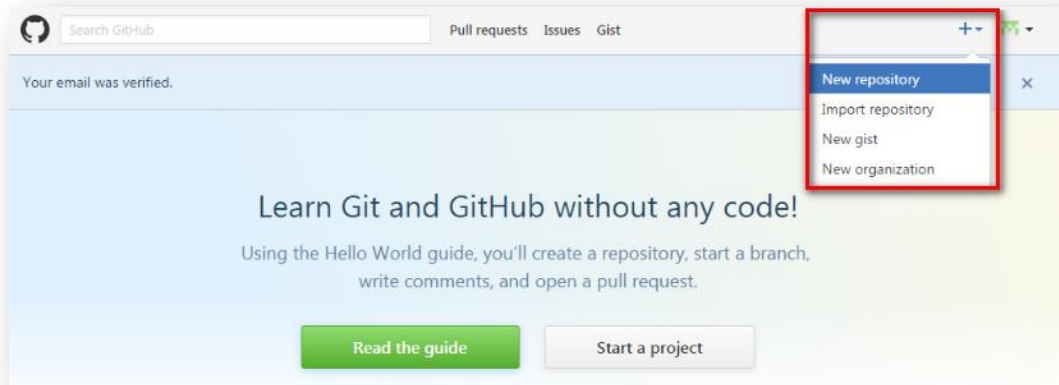 Search GitHub
Pull requests Issues Gist
Your email was verified.
New repository
Import repository
New gist
New organization
Learn Git and GitHub without any code!
Using the Hello World guide, you'll create a repository, start a branch,
write comments, and open a pull request.
Read the guide
Start a project